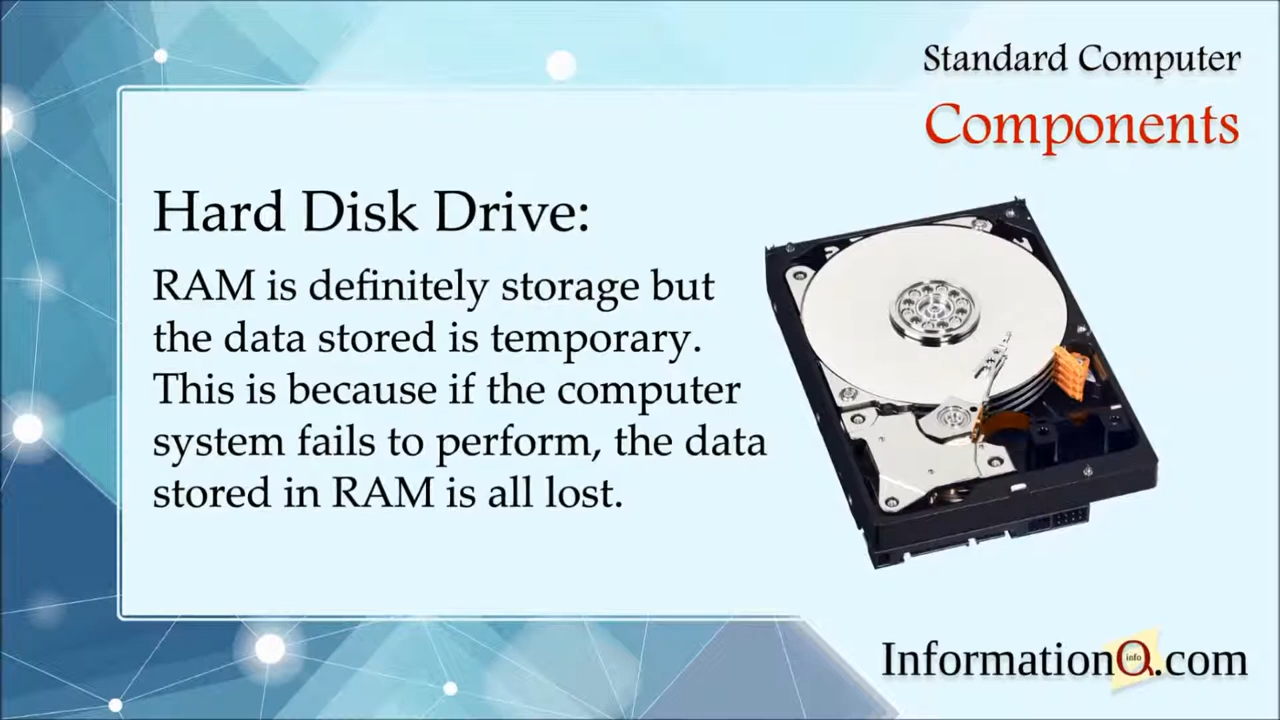 Standard Computer
Components
Hard Disk Drive:
RAM is definitely storage but
the data stored is temporary.
This is because if the computer
system fails to perform, the data
stored in RAM is all lost.
InformationQ.com
info